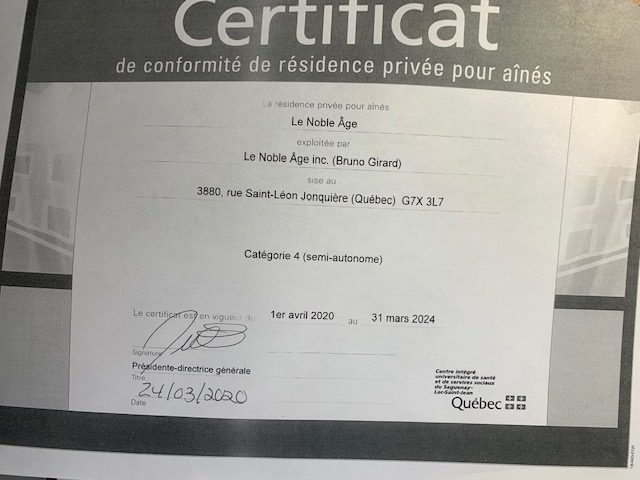 Certificat
de conformité de résidence privée pour aînés
La résidence privée pour aînés
Le Noble Âge
exploitée par
Le Noble Âge inc. (Bruno Girard)
sise au
3880, rue Saint-Léon Jonquière (Québec) G7X 3L7
Catégorie 4 (semi-autonome)
Le certificat est en vigueur du 1er avril 2020 au 31 mars 2024
Signature
Présidente-directrice générale
Titre
24/03/2020
Date
Centre intégré
universitaire de santé
et de services sociaux
du Saguenay–
Lac-Saint-Jean
Québec